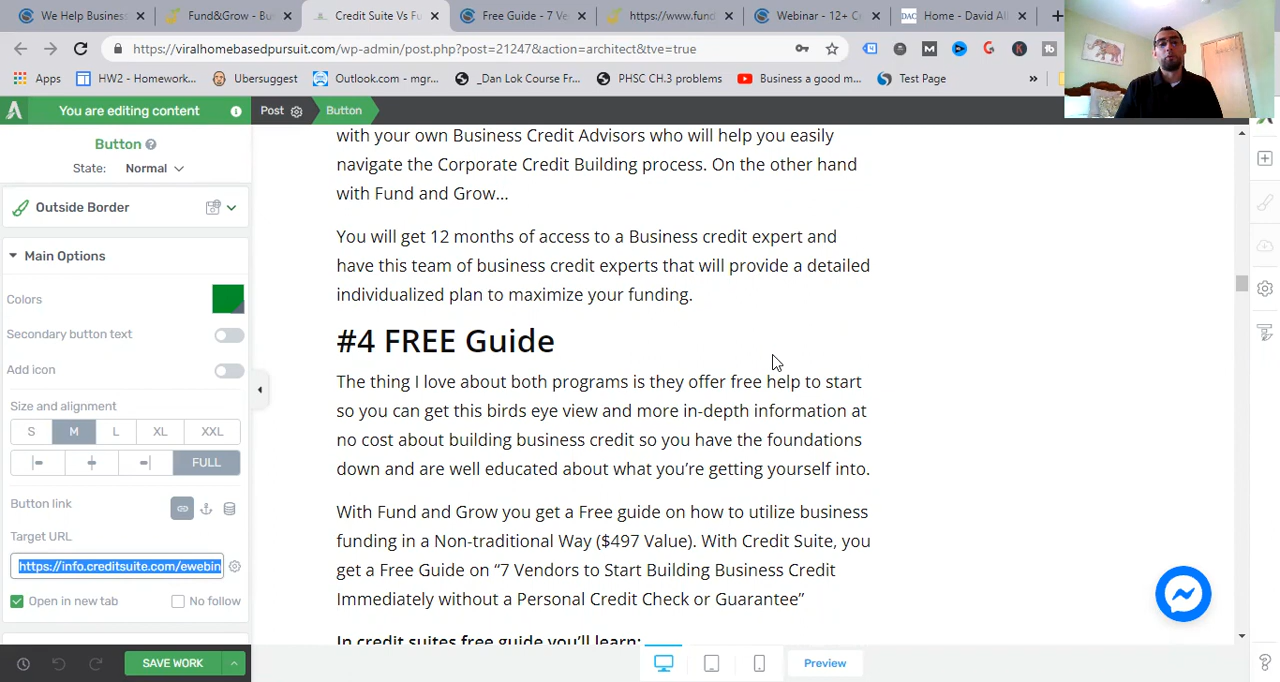 We Help Business
Fund&Grow - Bu
Credit Suite Vs Fu
Free Guide - 7 Ve
https://www.fund
Webinar - 12+ C
DAC
Home - David All
https://viralhomebasedpursuit.com/wp-admin/post.php?post=21247&action=architect&tve=true
Apps
HW2 - Homework...
Ubersuggest
Outlook.com - mgr...
_Dan Lok Course Fr...
PHSC CH.3 problems
Business a good m...
Test Page
»
You are editing content
Post
Button
Button
State: Normal
Outside Border
Main Options
Colors
Secondary button text
Add icon
Size and alignment
S M L XL XXL
FULL
Button link
Target URL
https://info.creditsuite.com/ewebin
Open in new tab
No follow
SAVE WORK
with your own Business Credit Advisors who will help you easily
navigate the Corporate Credit Building process. On the other hand
with Fund and Grow...
You will get 12 months of access to a Business credit expert and
have this team of business credit experts that will provide a detailed
individualized plan to maximize your funding.
#4 FREE Guide
The thing I love about both programs is they offer free help to start
so you can get this birds eye view and more in-depth information at
no cost about building business credit so you have the foundations
down and are well educated about what you're getting yourself into.
With Fund and Grow you get a Free guide on how to utilize business
funding in a Non-traditional Way ($497 Value). With Credit Suite, you
get a Free Guide on “7 Vendors to Start Building Business Credit
Immediately without a Personal Credit Check or Guarantee”
In credit suites free guide you'll learn:
Preview